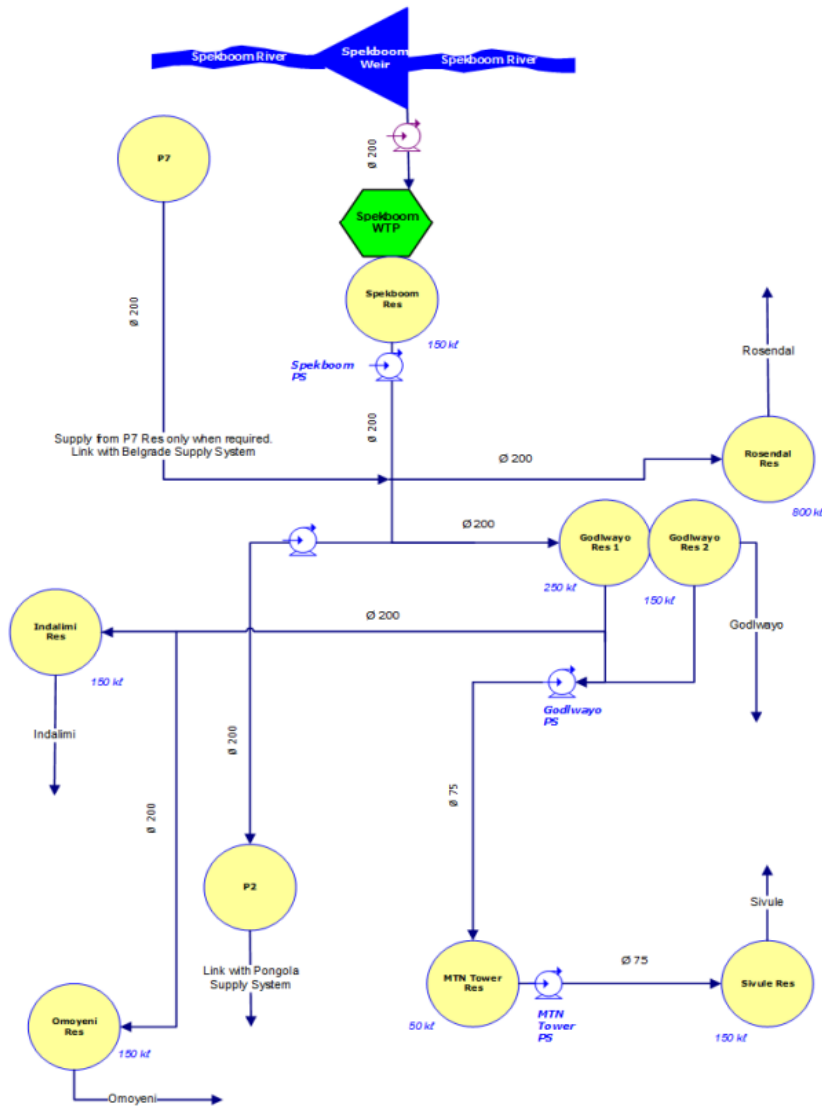 Spekboom River
Spekboom
Weir
Spekboom River
P7
Ø 200
Spekboom
WTP
Ø 200
Spekboom
Res
150 kℓ
Spekboom
PS
Rosendal
Ø 200
Supply from P7 Res only when required.
Link with Belgrade Supply System
Ø 200
Rosendal
Res
800 kℓ
Ø 200
Godlwayo
Res 1
Godlwayo
Res 2
250 kℓ
150 kℓ
Godlwayo
Indalimi
Res
150 kℓ
Ø 200
Godlwayo
PS
Indalimi
Ø 200
Ø 200
Ø 75
P2
Link with Pongola
Supply System
Sivule
MTN Tower
Res
50 kℓ
Ø 75
MTN
Tower
PS
Sivule Res
150 kℓ
Omoyeni
Res
150 kℓ
Omoyeni